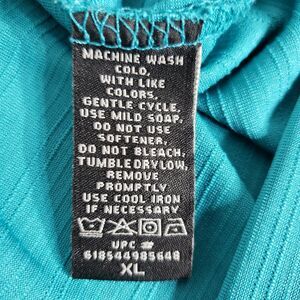 MACHINE WASH
COLD,
WITH LIKE
COLORS,
GENTLE CYCLE,
USE MILD SOAP.
DO NOT USE
SOFTENER,
DO NOT BLEACH,
TUMBLE DRY LOW,
REMOVE
PROMPTLY
USE COOL IRON
IF NECESSARY
UPC #
618544985648
XL